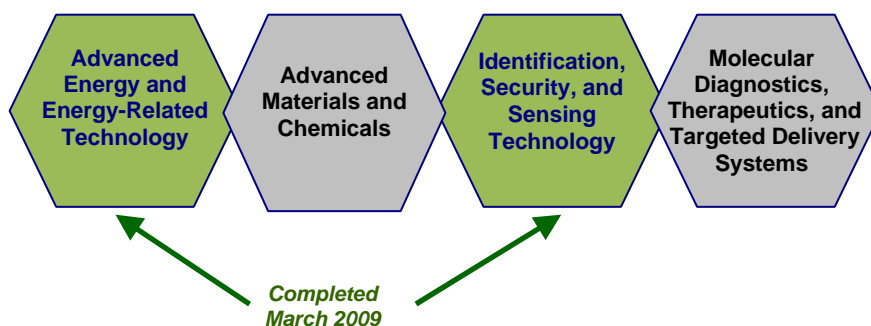 Advanced
Energy and
Energy-Related
Technology
Advanced
Materials and
Chemicals
Identification,
Security, and
Sensing
Technology
Molecular
Diagnostics,
Therapeutics, and
Targeted Delivery
Systems
Completed
March 2009